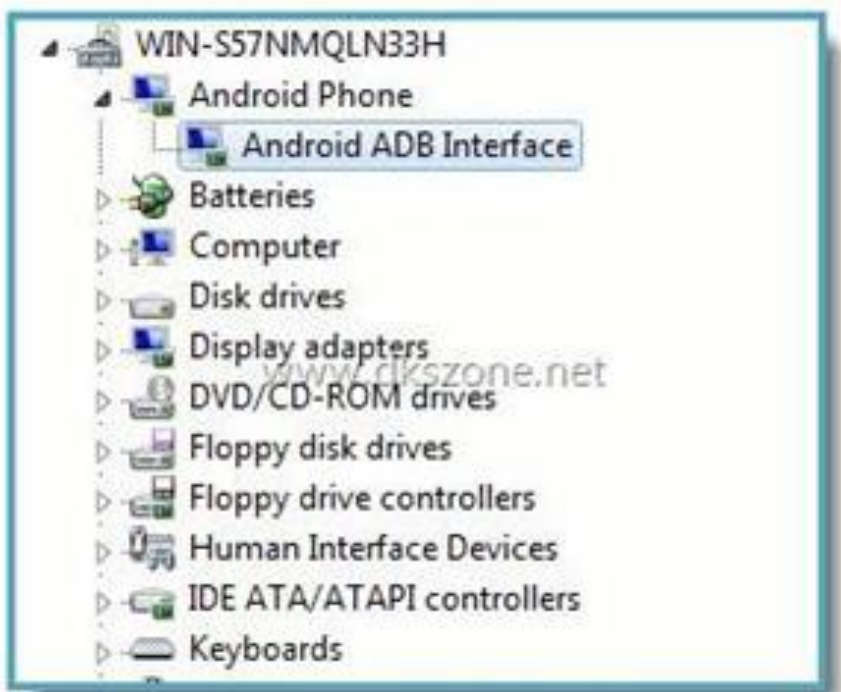 WIN-S57NMQLN33H
Android Phone
Android ADB Interface
Batteries
Computer
Disk drives
Display adapters
www.dkszone.net
DVD/CD-ROM drives
Floppy disk drives
Floppy drive controllers
Human Interface Devices
IDE ATA/ATAPI controllers
Keyboards